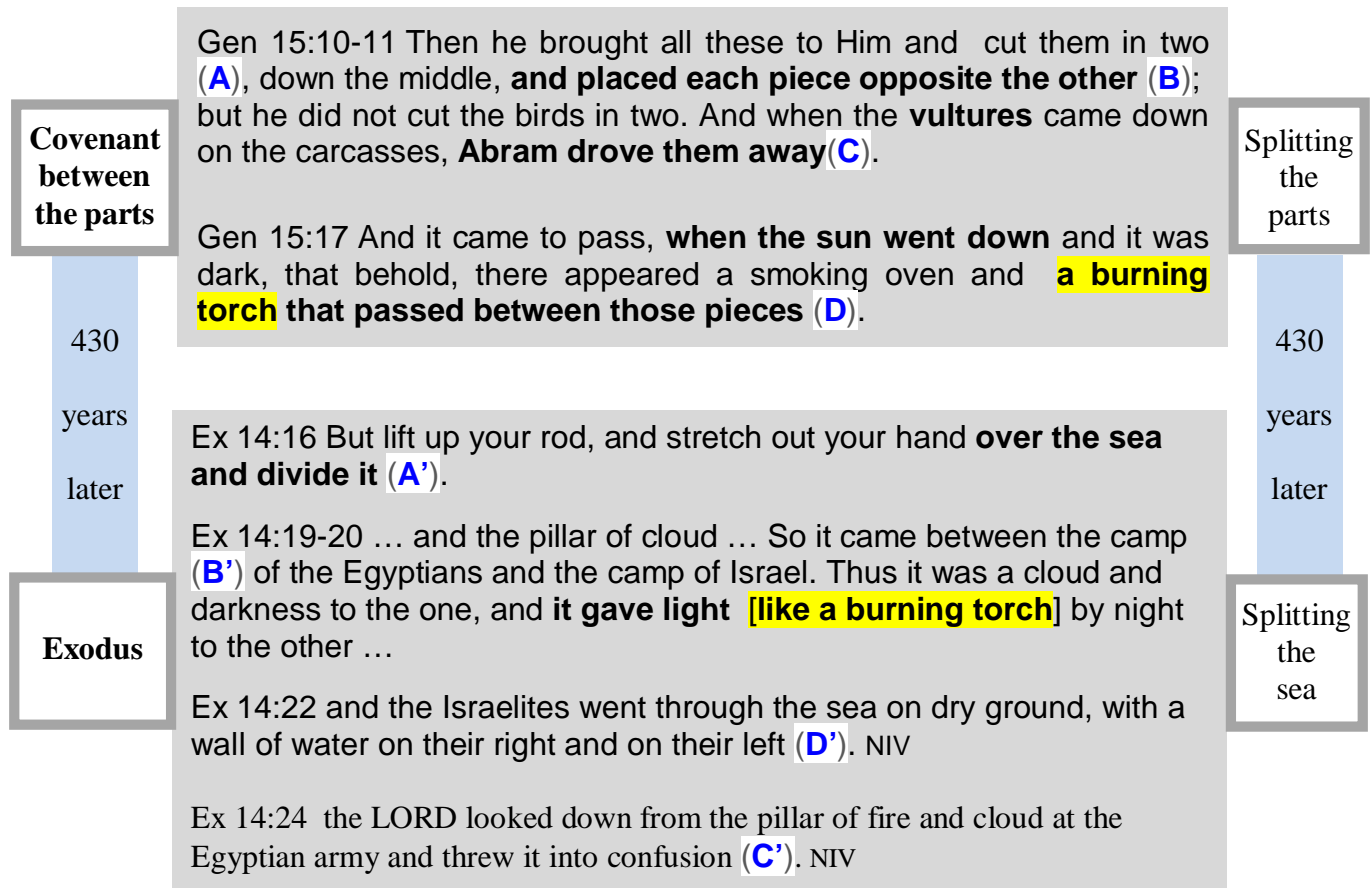 Gen 15:10-11 Then he brought all these to Him and cut them in two
(A), down the middle, and placed each piece opposite the other (B);
but he did not cut the birds in two. And when the vultures came down
on the carcasses, Abram drove them away(C).
Gen 15:17 And it came to pass, when the sun went down and it was
dark, that behold, there appeared a smoking oven and a burning
torch that passed between those pieces (D).
Covenant
between
the parts
Splitting
the
parts
430
years
later
430
years
later
Ex 14:16 But lift up your rod, and stretch out your hand over the sea
and divide it (A’).
Ex 14:19-20 … and the pillar of cloud … So it came between the camp
(B’) of the Egyptians and the camp of Israel. Thus it was a cloud and
darkness to the one, and it gave light [like a burning torch] by night
to the other …
Ex 14:22 and the Israelites went through the sea on dry ground, with a
wall of water on their right and on their left (D’). NIV
Ex 14:24 the LORD looked down from the pillar of fire and cloud at the
Egyptian army and threw it into confusion (C’). NIV
Exodus
Splitting
the
sea